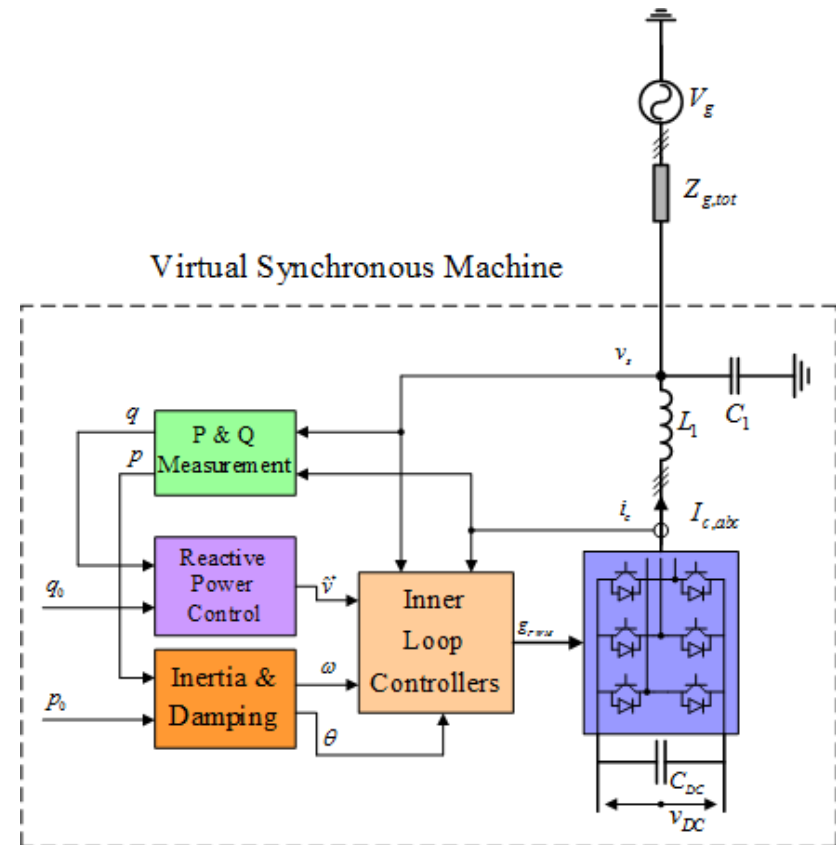 V_g
Z_g,tot
Virtual Synchronous Machine
v_s
C_1
L_1
q
P & Q
Measurement
p
i_c
I_c,abc
Reactive
Power
Control
v̂
q_0
Inner
Loop
Controllers
Inertia &
Damping
ω
p_0
θ
C_DC
v_DC